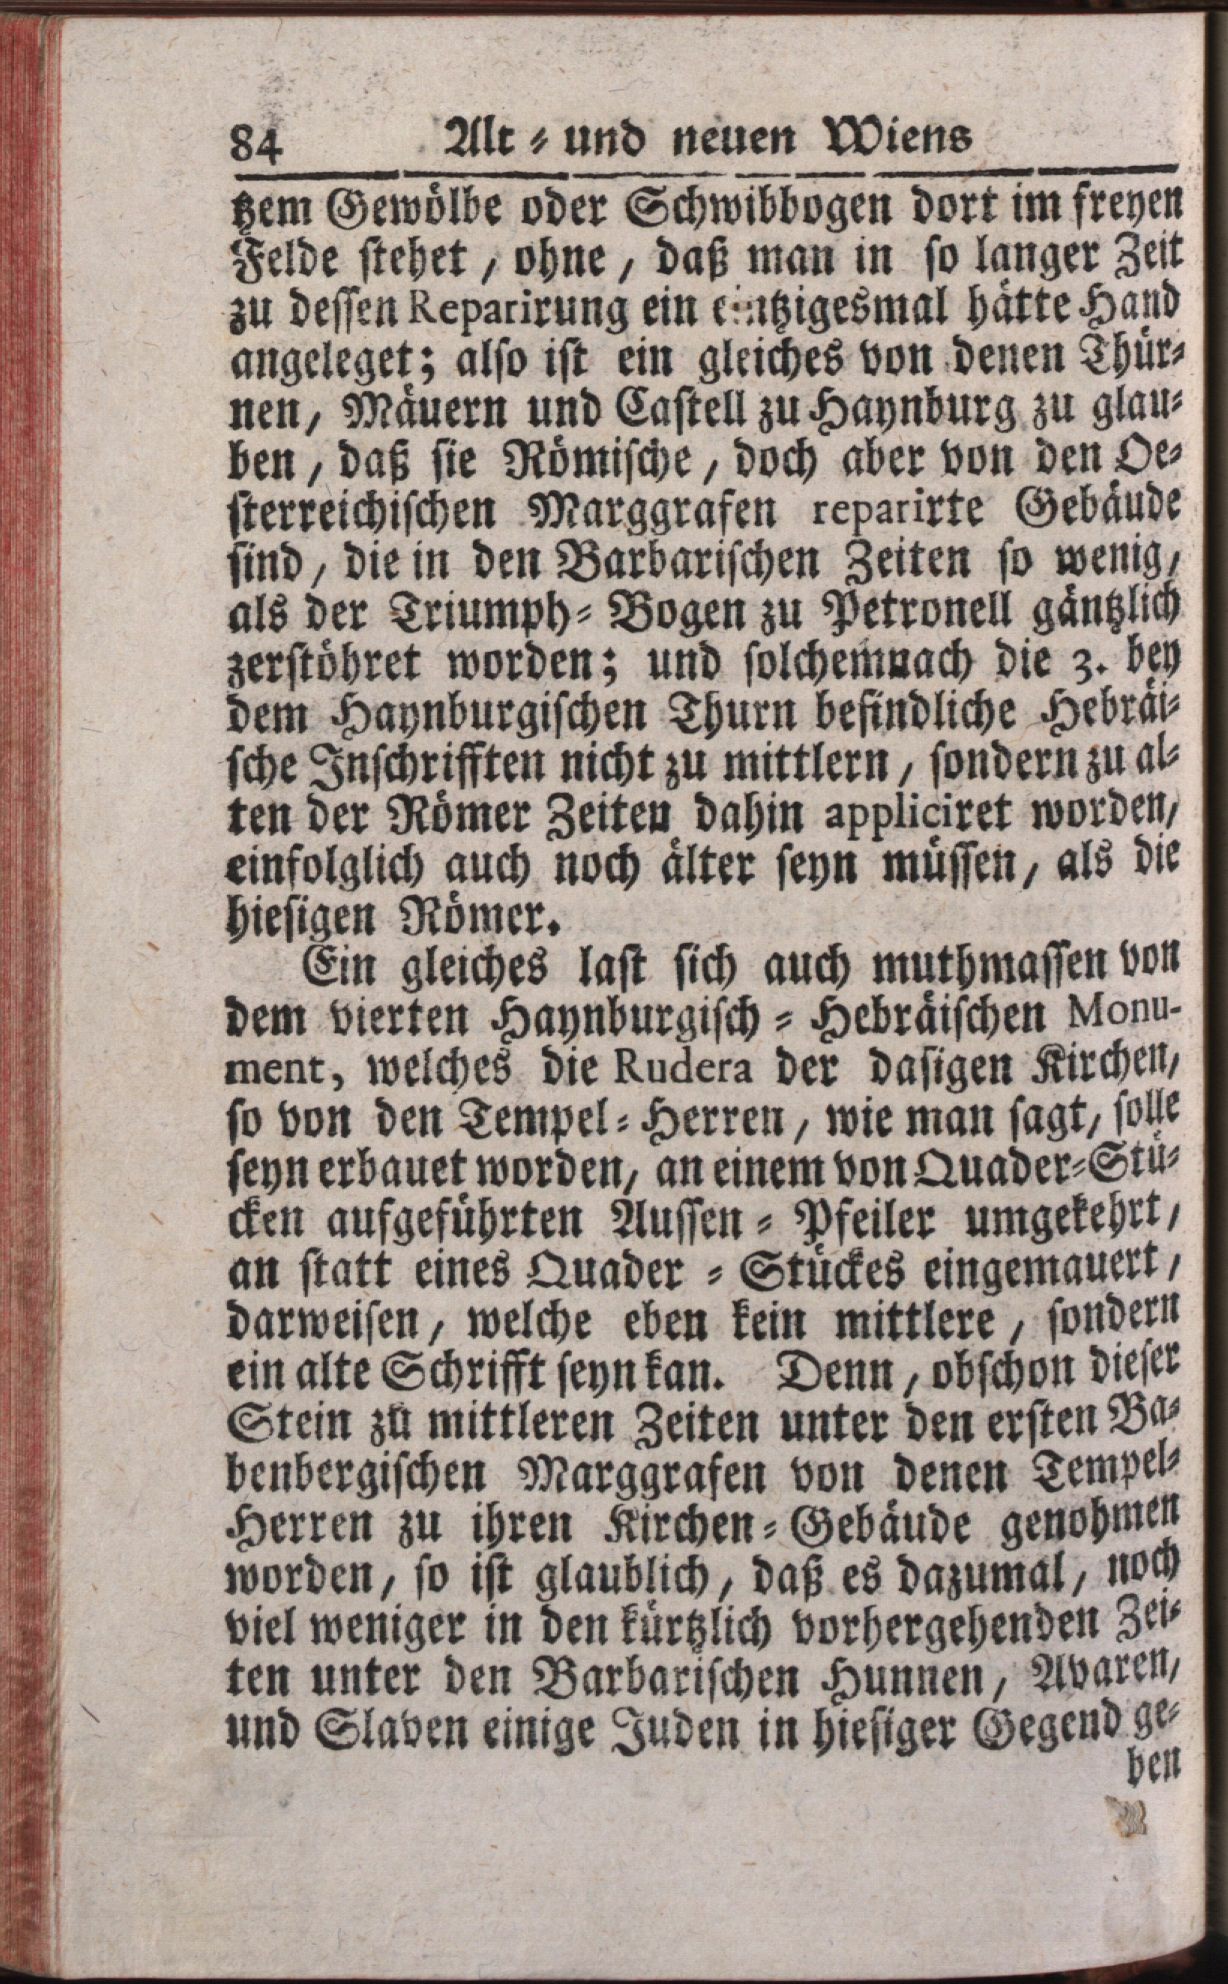 84 Alt- und neuen Wiens
tzem Gewölbe oder Schwibbogen dort im freyen
Felde stehet, ohne, daß man in so langer Zeit
zu dessen Reparirung ein eintzigesmal hätte Hand
angeleget; also ist ein gleiches von denen Thür-
nen, Mäuern und Castell zu Haynburg zu glau-
ben, daß sie Römische, doch aber von den Oe-
sterreichischen Marggrafen reparirte Gebäude
sind, die in den Barbarischen Zeiten so wenig,
als der Triumph-Bogen zu Petronell gäntzlich
zerstöhret worden; und solchemnach die 3. bey
dem Haynburgischen Thurn befindliche Hebräi-
sche Inschrifften nicht zu mittlern, sondern zu al-
ten der Römer Zeiten dahin appliciret worden,
einfolglich auch noch älter seyn müssen, als die
hiesigen Römer.
Ein gleiches last sich auch muthmassen von
dem vierten Haynburgisch-Hebräischen Monu-
ment, welches die Rudera der dasigen Kirchen,
so von den Tempel-Herren, wie man sagt, solle
seyn erbauet worden, an einem von Quader-Stü-
cken aufgeführten Aussen-Pfeiler umgekehrt,
an statt eines Quader-Stückes eingemauert,
darweisen, welche eben kein mittlere, sondern
ein alte Schrifft seyn kan. Denn, obschon dieser
Stein zu mittleren Zeiten unter den ersten Ba-
benbergischen Marggrafen von denen Tempel-
Herren zu ihren Kirchen-Gebäude genohmen
worden, so ist glaublich, daß es dazumal, noch
viel weniger in den kürtzlich vorhergehenden Zei-
ten unter den Barbarischen Hunnen, Avaren,
und Slaven einige Juden in hiesiger Gegend ge-
ben